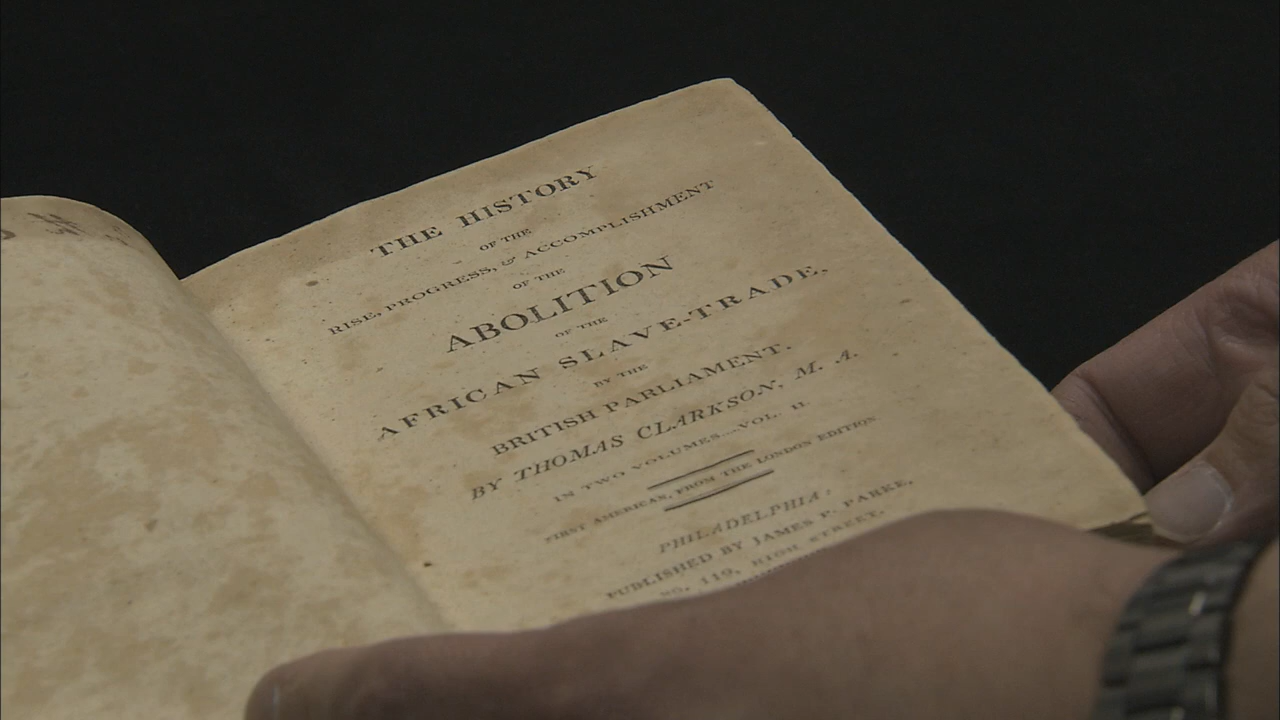 THE HISTORY
OF THE
RISE, PROGRESS, & ACCOMPLISHMENT
OF THE
ABOLITION
OF THE
AFRICAN SLAVE-TRADE,
BY THE
BRITISH PARLIAMENT.
BY THOMAS CLARKSON, M. A.
IN TWO VOLUMES...VOL. II.
FIRST AMERICAN, FROM THE LONDON EDITION
PHILADELPHIA:
PUBLISHED BY JAMES P. PARKE,
NO. 119, HIGH STREET.